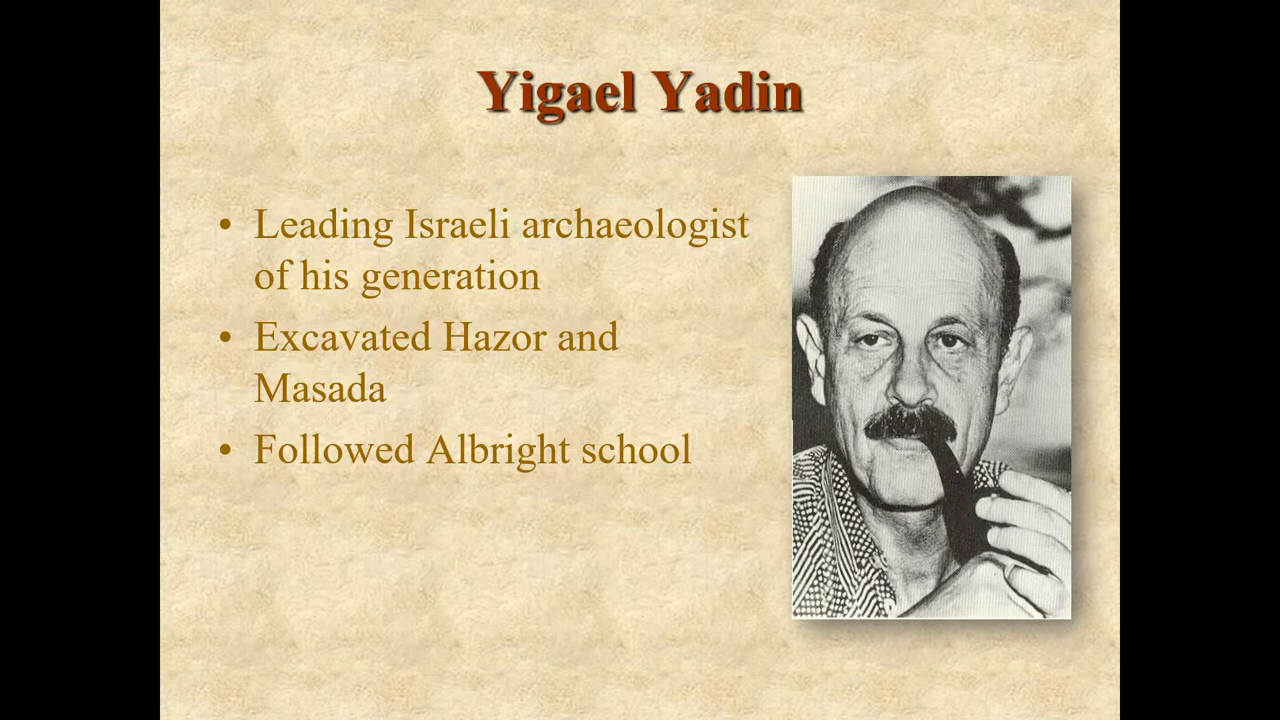 Yigael Yadin
• Leading Israeli archaeologist
of his generation
• Excavated Hazor and
Masada
• Followed Albright school